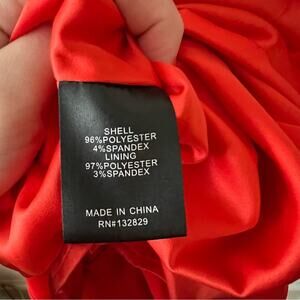 SHELL
96%POLYESTER
4%SPANDEX
LINING
97%POLYESTER
3%SPANDEX
MADE IN CHINA
RN#132829